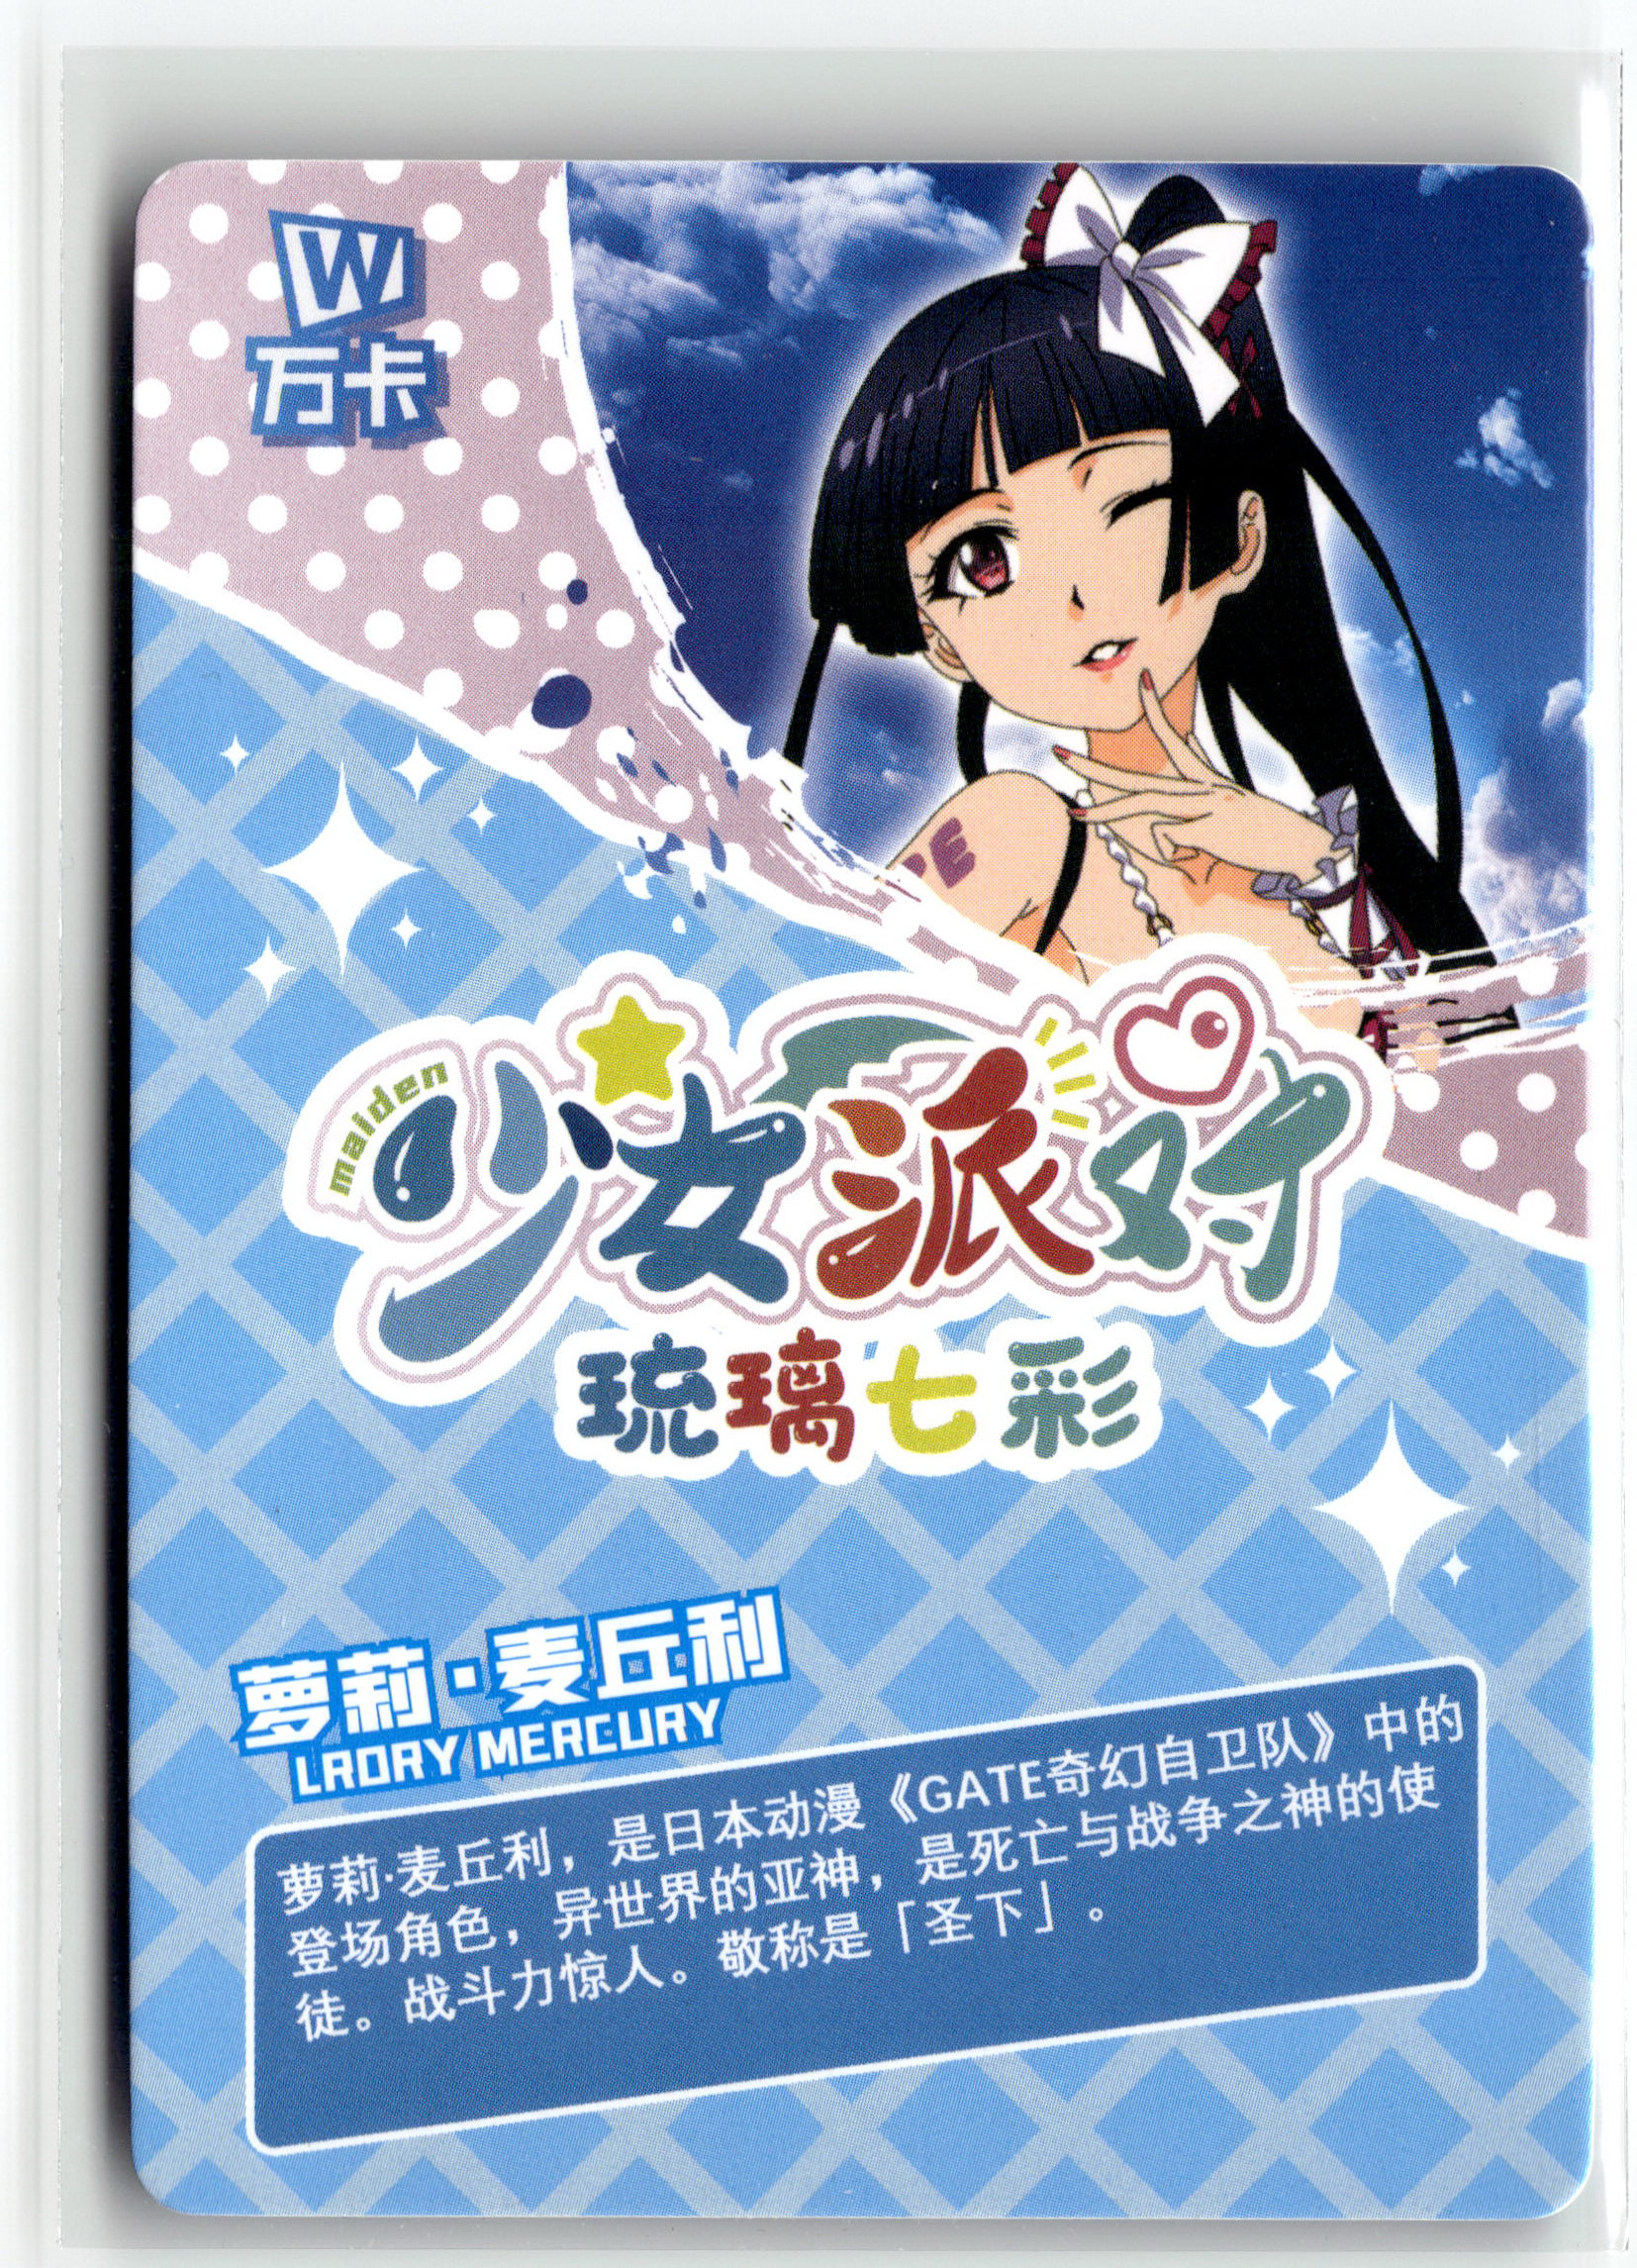 W
万卡
E
maiden
少女派对
琉璃七彩
萝莉·麦丘利
LRORY MERCURY
萝莉·麦丘利，是日本动漫《GATE奇幻自卫队》中的
登场角色，异世界的亚神，是死亡与战争之神的使
徒。战斗力惊人。敬称是「圣下」。